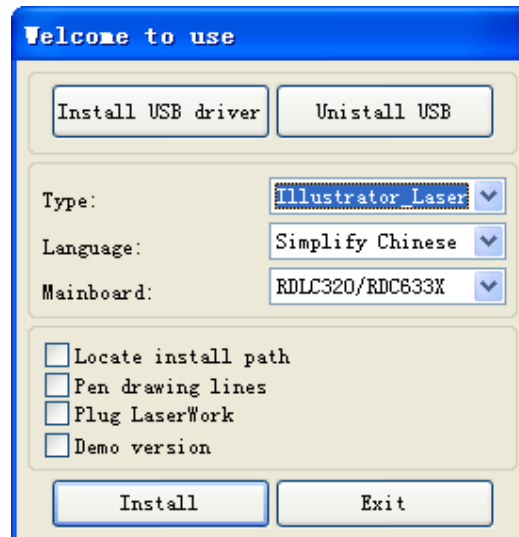 Welcome to use
Install USB driver Unistall USB
Type: Illustrator_Laser
Language: Simplify Chinese
Mainboard: RDLC320/RDC633X
Locate install path
Pen drawing lines
Plug LaserWork
Demo version
Install Exit